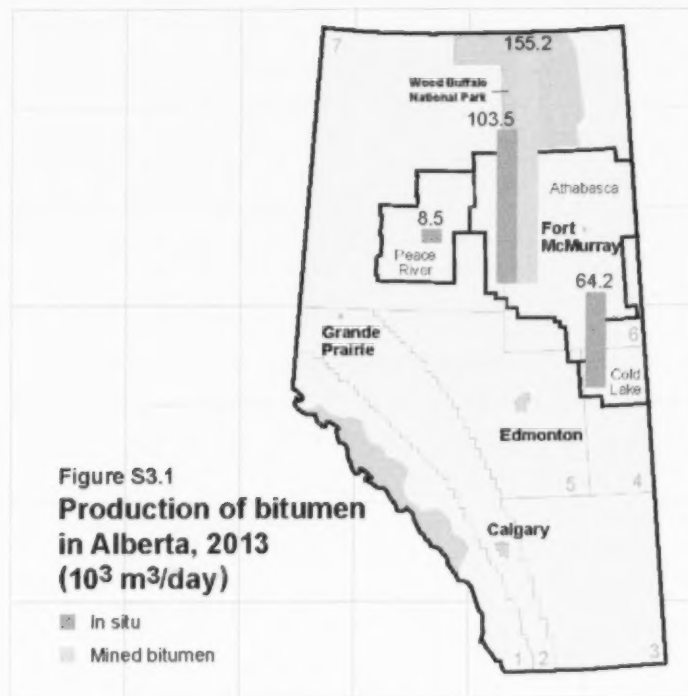 7
155.2
Wood Buffalo
National Park
103.5
Athabasca
8.5
Fort
McMurray
Peace
River
64.2
Grande
Prairie
6
Cold
Lake
Edmonton
Figure S3.1
Production of bitumen
in Alberta, 2013
(10³ m³/day)
5
4
Calgary
In situ
Mined bitumen
1
2
3